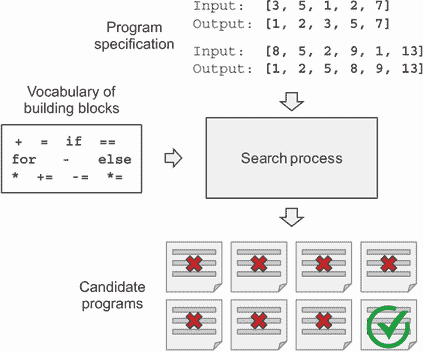 Program
specification
Input: [3, 5, 1, 2, 7]
Output: [1, 2, 3, 5, 7]
Input: [8, 5, 2, 9, 1, 13]
Output: [1, 2, 5, 8, 9, 13]
Vocabulary of
building blocks
+ = if ==
for - else
* += -= *=
Search process
Candidate
programs